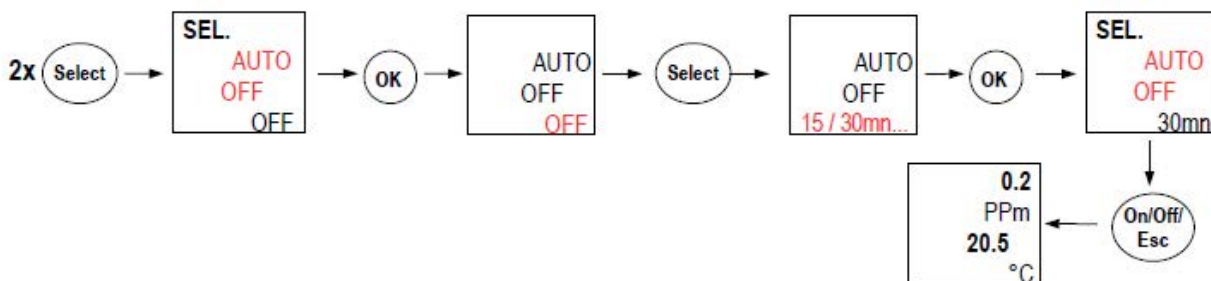 2x
Select
SEL.
AUTO
OFF
OFF
OK
AUTO
OFF
OFF
Select
AUTO
OFF
15 / 30mn...
OK
SEL.
AUTO
OFF
30mn
On/Off/
Esc
0.2
PPm
20.5
°C